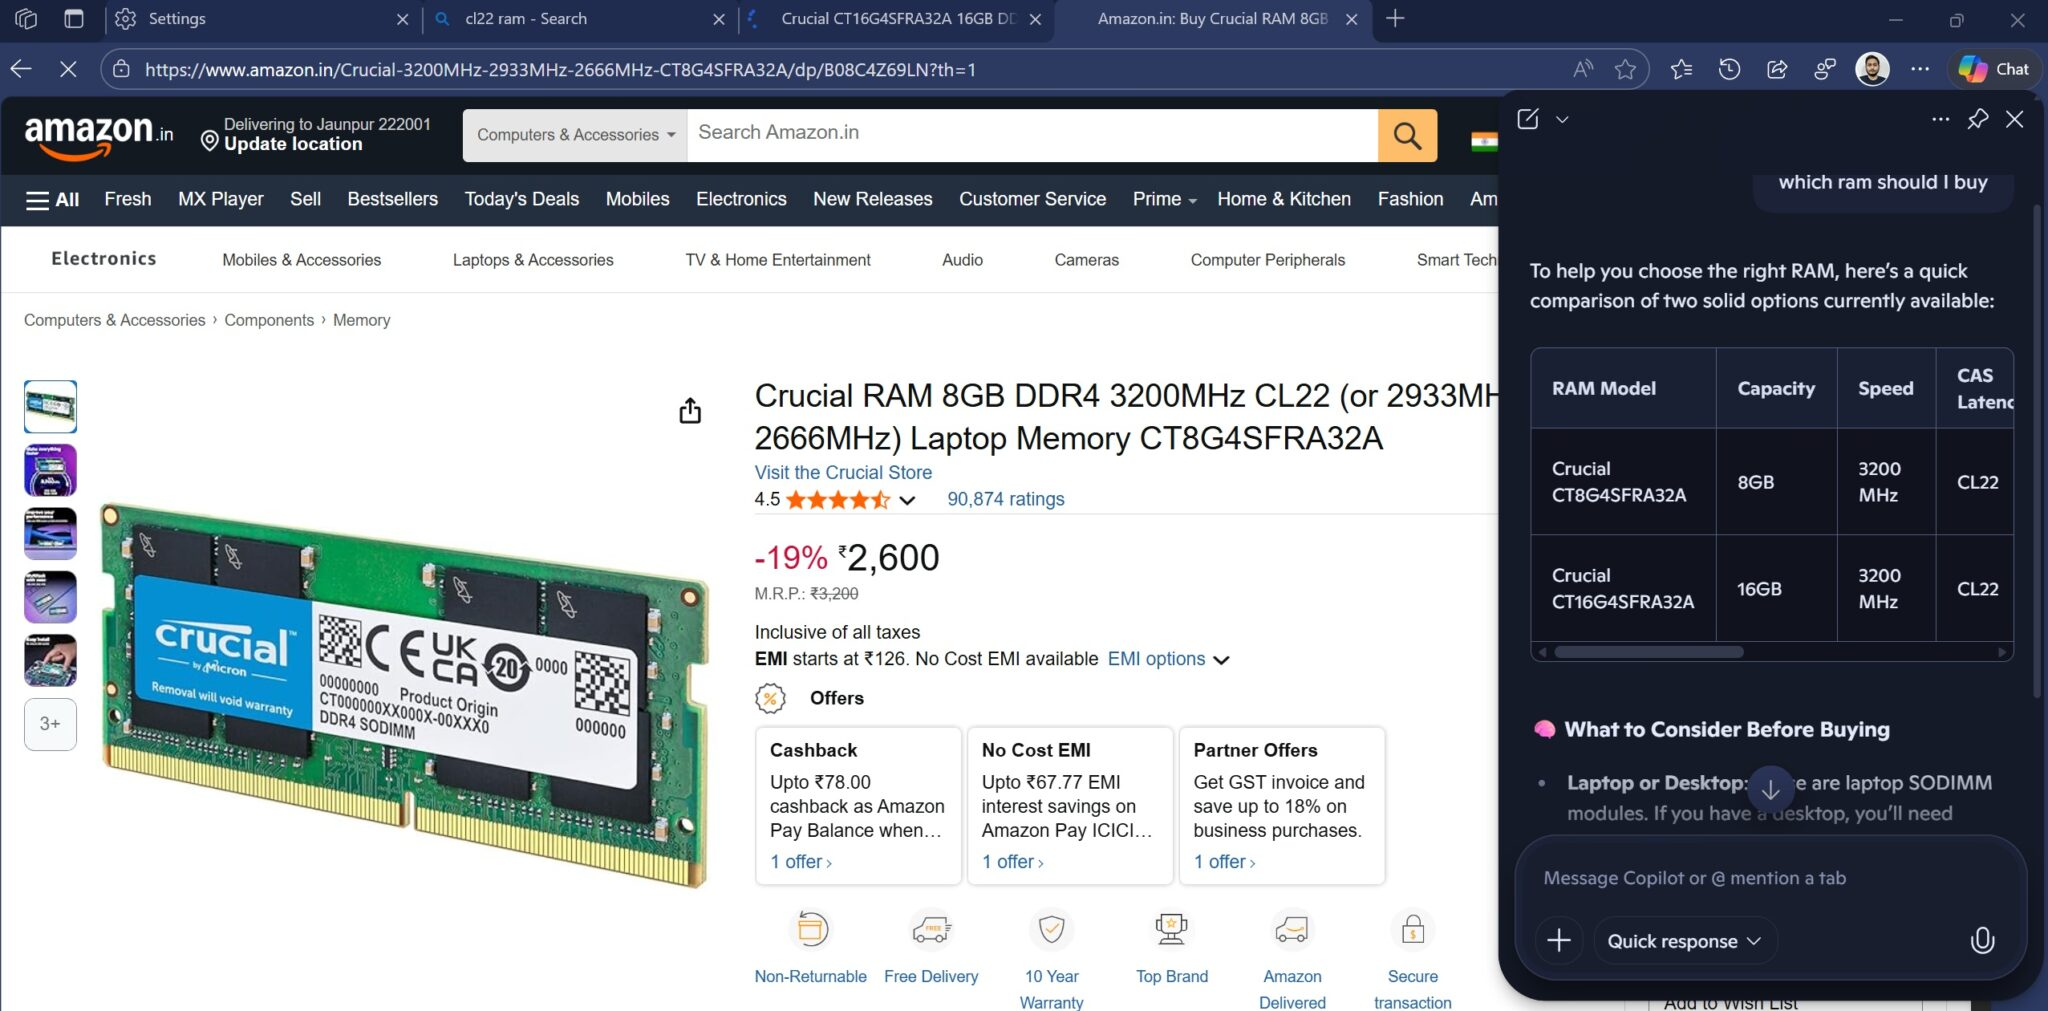 Settings
cl22 ram - Search
Crucial CT16G4SFRA32A 16GB DD
Amazon.in: Buy Crucial RAM 8GB
https://www.amazon.in/Crucial-3200MHz-2933MHz-2666MHz-CT8G4SFRA32A/dp/B08C4Z69LN?th=1
Chat
amazon.in
Delivering to Jaunpur 222001
Update location
Computers & Accessories
Search Amazon.in
All
Fresh
MX Player
Sell
Bestsellers
Today's Deals
Mobiles
Electronics
New Releases
Customer Service
Prime
Home & Kitchen
Fashion
Am
Electronics
Mobiles & Accessories
Laptops & Accessories
TV & Home Entertainment
Audio
Cameras
Computer Peripherals
Smart Tech
Computers & Accessories › Components › Memory
3+
crucial™
by Micron
Removal will void warranty
CE UKCA 20
0000
00000000 Product Origin
CT000000XX000X-00XXX0
DDR4 SODIMM
000000
Crucial RAM 8GB DDR4 3200MHz CL22 (or 2933MH
2666MHz) Laptop Memory CT8G4SFRA32A
Visit the Crucial Store
4.5
90,874 ratings
-19% ₹2,600
M.R.P.: ₹3,200
Inclusive of all taxes
EMI starts at ₹126. No Cost EMI available EMI options
% Offers
Cashback
Upto ₹78.00
cashback as Amazon
Pay Balance when…
1 offer ›
No Cost EMI
Upto ₹67.77 EMI
interest savings on
Amazon Pay ICICI…
1 offer ›
Partner Offers
Get GST invoice and
save up to 18% on
business purchases.
1 offer ›
FREE
Non-Returnable
Free Delivery
10 Year
Warranty
Top Brand
Amazon
Delivered
Secure
transaction
which ram should I buy
To help you choose the right RAM, here's a quick
comparison of two solid options currently available:
RAM Model
Capacity
Speed
CAS
Latenc
Crucial
CT8G4SFRA32A
8GB
3200
MHz
CL22
Crucial
CT16G4SFRA32A
16GB
3200
MHz
CL22
What to Consider Before Buying
• Laptop or Desktop: are laptop SODIMM
modules. If you have a desktop, you'll need
Message Copilot or @ mention a tab
Quick response
Add to Wish List